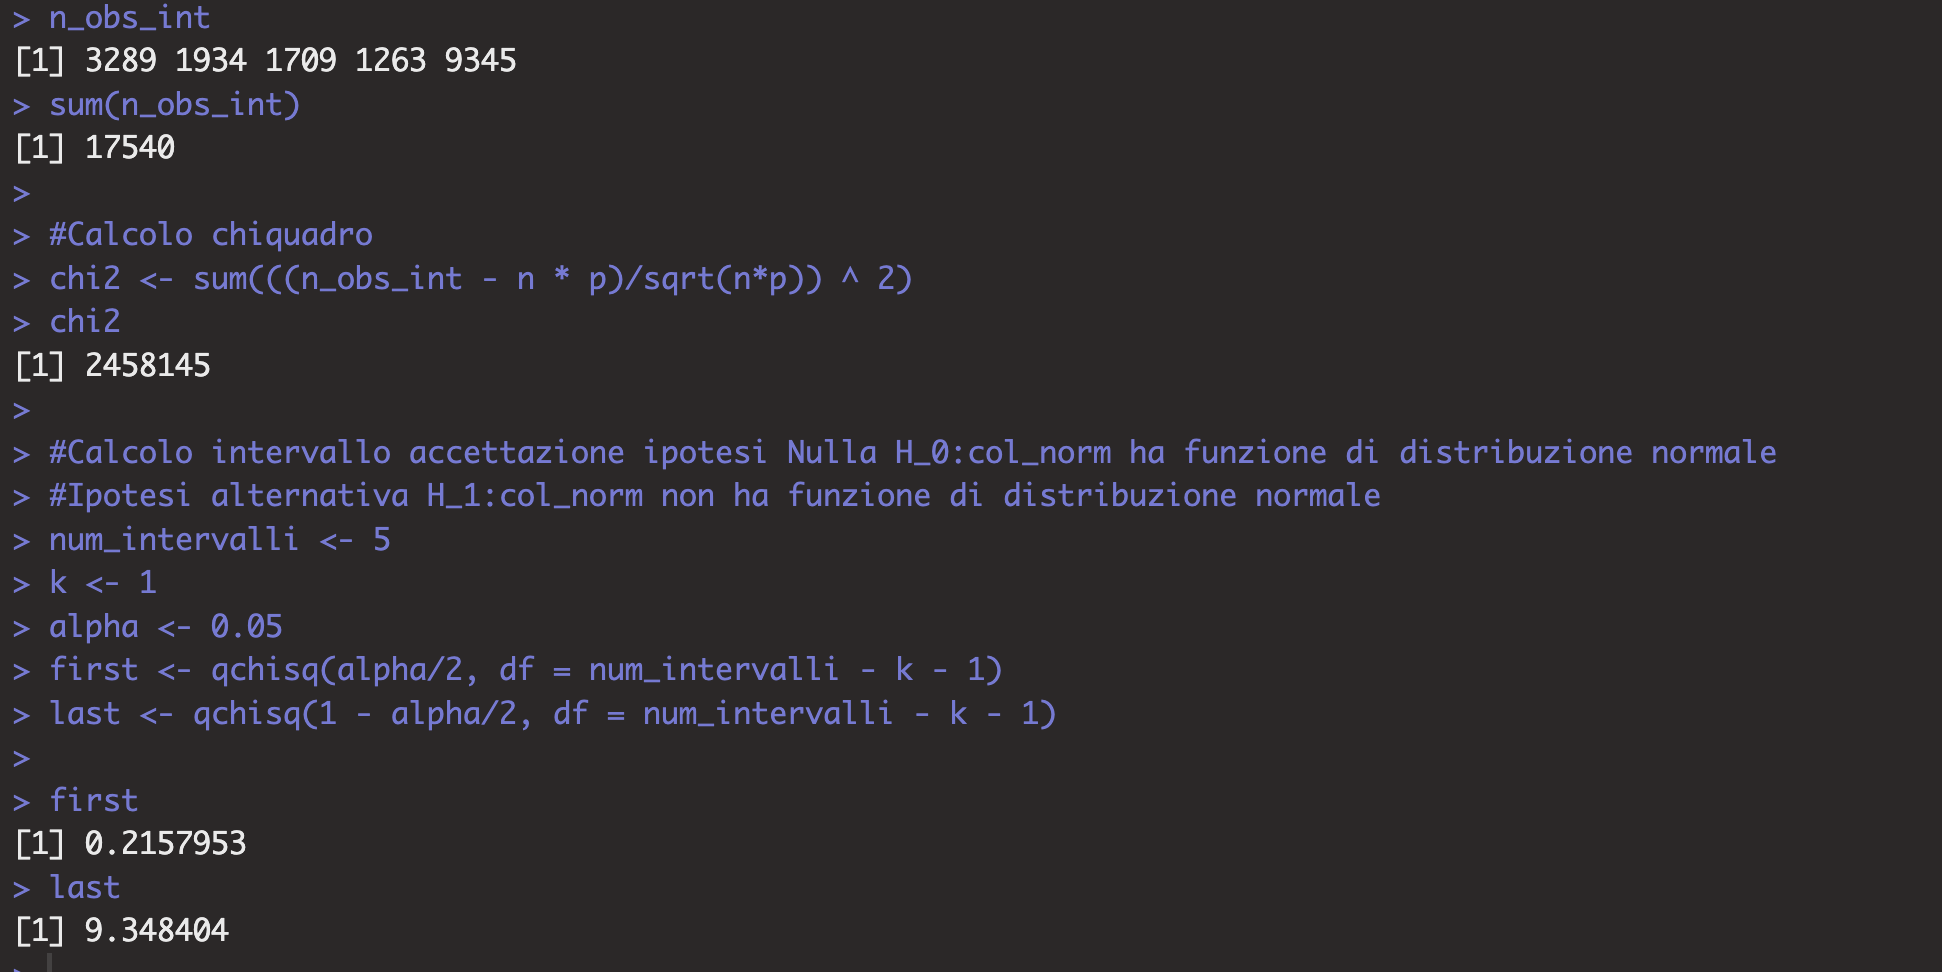 > n_obs_int
[1] 3289 1934 1709 1263 9345
> sum(n_obs_int)
[1] 17540
>
> #Calcolo chiquadro
> chi2 <- sum(((n_obs_int - n * p)/sqrt(n*p)) ^ 2)
> chi2
[1] 2458145
>
> #Calcolo intervallo accettazione ipotesi Nulla H_0:col_norm ha funzione di distribuzione normale
> #Ipotesi alternativa H_1:col_norm non ha funzione di distribuzione normale
> num_intervalli <- 5
> k <- 1
> alpha <- 0.05
> first <- qchisq(alpha/2, df = num_intervalli - k - 1)
> last <- qchisq(1 - alpha/2, df = num_intervalli - k - 1)
>
> first
[1] 0.2157953
> last
[1] 9.348404
>